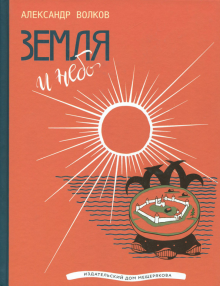 АЛЕКСАНДР ВОЛКОВ
ЗЕМЛЯ
и небо
ИЗДАТЕЛЬСКИЙ ДОМ МЕЩЕРЯКОВА